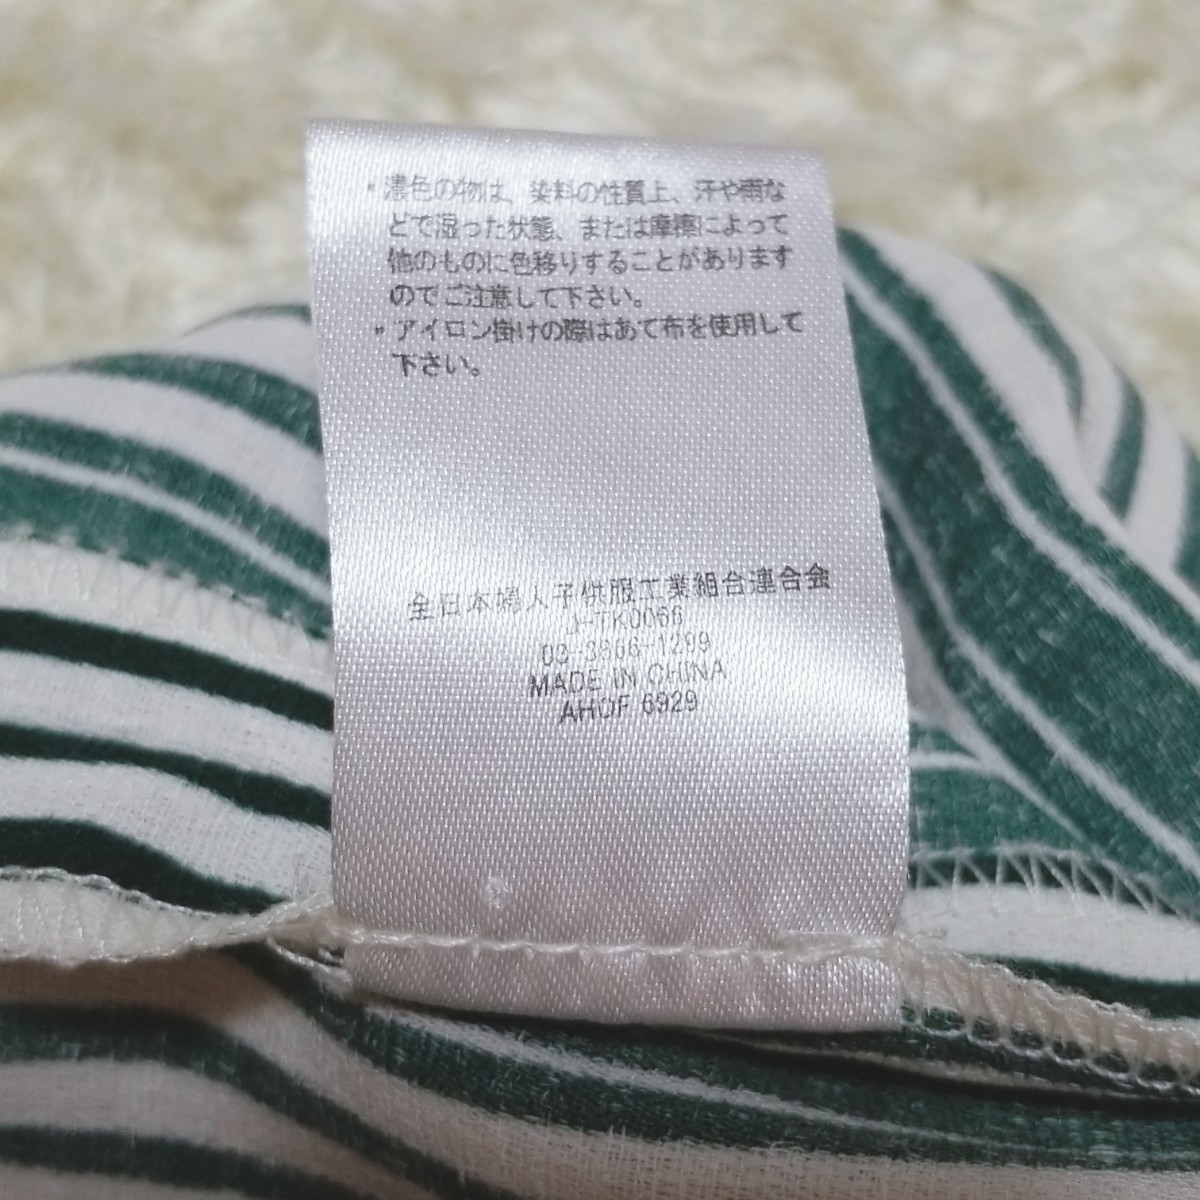 * 濃色の物は、染料の性質上、汗や雨な
どで湿った状態、または摩擦によって
他のものに色移りすることがあります
のでご注意して下さい。
* アイロン掛けの際はあて布を使用して
下さい。
全日本婦人子供服工業組合連合会
J-TK0066
03-3866-1299
MADE IN CHINA
AHOF 6929